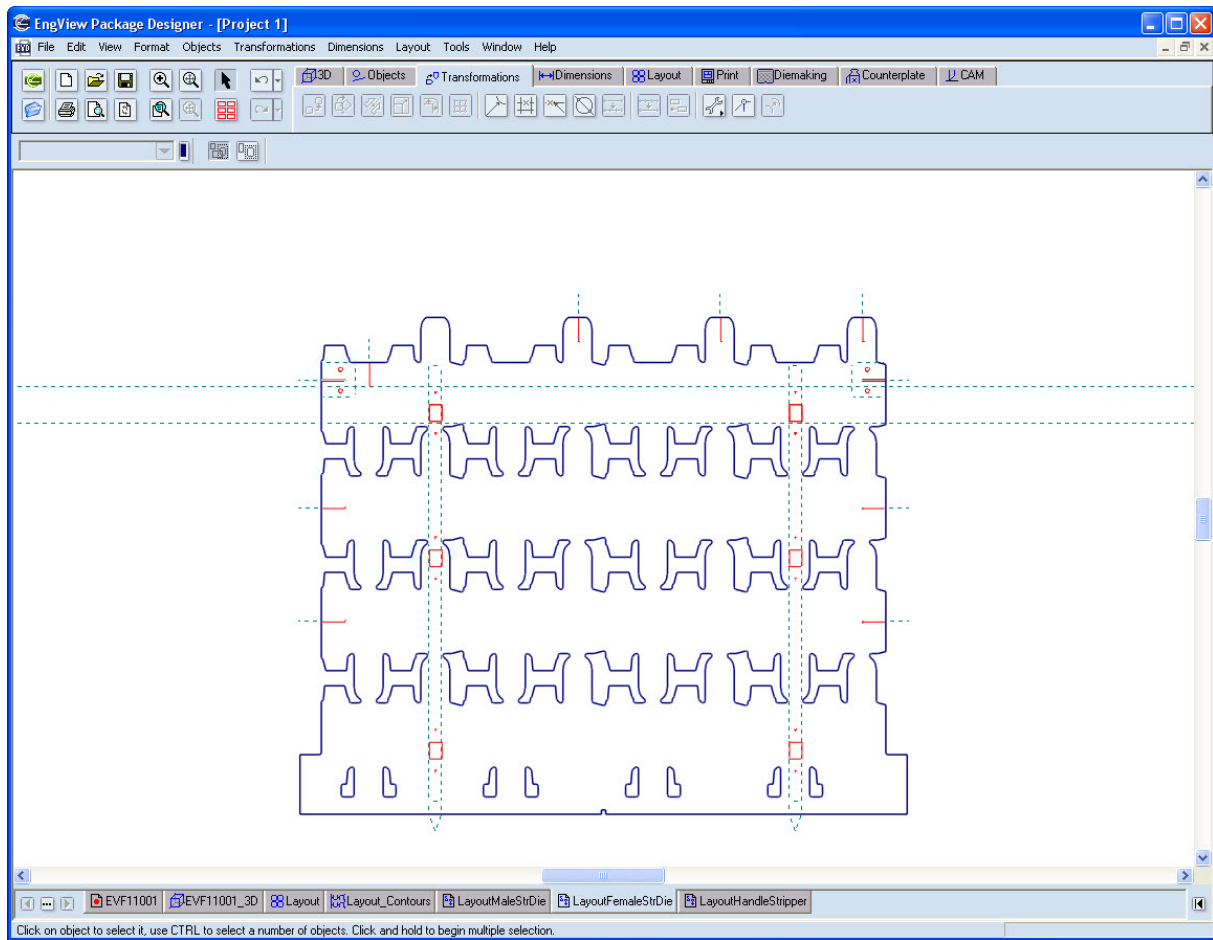 EngView Package Designer - [Project 1]
File Edit View Format Objects Transformations Dimensions Layout Tools Window Help
3D Objects Transformations Dimensions Layout Print Diemaking Counterplate CAM
EVF11001 EVF11001_3D Layout Layout_Contours LayoutMaleStrDie LayoutFemaleStrDie LayoutHandleStripper
Click on object to select it, use CTRL to select a number of objects. Click and hold to begin multiple selection.